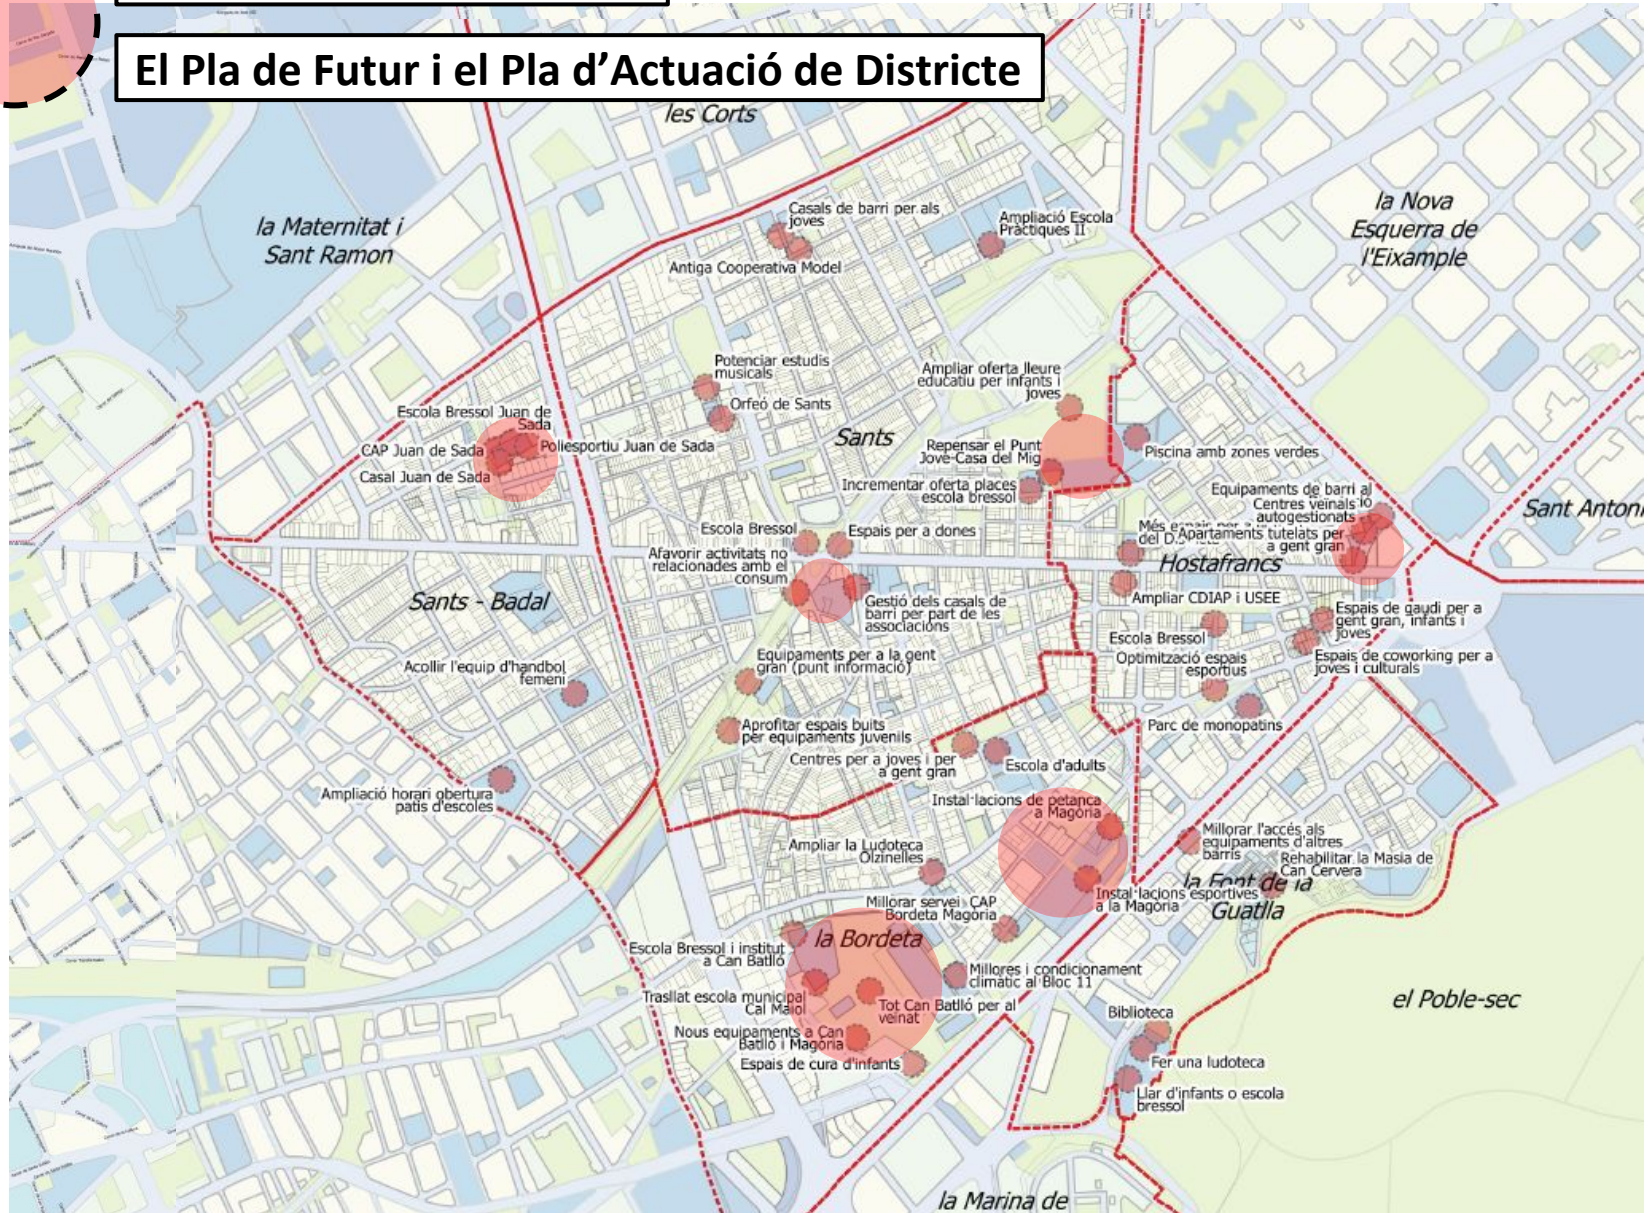 El Pla de Futur i el Pla d'Actuació de Districte
les Corts
la Maternitat i
Sant Ramon
la Nova
Esquerra de
l'Eixample
Casals de barri per als
joves
Antiga Cooperativa Model
Ampliació Escola
Pràctiques II
Potenciar estudis
musicals
Orfeó de Sants
Ampliar oferta lleure
educatiu per infants i
joves
Escola Bressol Juan de
Sada
CAP Juan de Sada
Poliesportiu Juan de Sada
Casal Juan de Sada
Sants
Repensar el Punt
Jove-Casa del Mig
Incrementar oferta places
escola bressol
Piscina amb zones verdes
Equipaments de barri al
Centres veïnals
autogestionats
Apartaments tutelats per
a gent gran
Sant Antoni
Hostafrancs
Escola Bressol
Espais per a dones
Afavorir activitats no
relacionades amb el
consum
Gestió dels casals de
barri per part de les
associacions
Ampliar CDIAP i USEE
Escola Bressol
Espais de gaudi per a
gent gran, infants i
joves
Espais de coworking per a
joves i culturals
Optimització espais
esportius
Parc de monopatins
Sants - Badal
Acollir l'equip d'handbol
femení
Equipaments per a la gent
gran (punt informació)
Aprofitar espais buits
per equipaments juvenils
Centres per a joves i per
a gent gran
Escola d'adults
Ampliació horari obertura
patis d'escoles
Instal·lacions de petanca
a Magòria
Ampliar la Ludoteca
Olzinelles
Millorar l'accés als
equipaments d'altres
barris
Rehabilitar la Masia de
Can Cervera
la Font de la
Guatlla
Instal·lacions esportives
a la Magòria
Millorar servei CAP
Bordeta Magòria
la Bordeta
Escola Bressol i institut
a Can Batlló
Millores i condicionament
climàtic al Bloc 11
Trasllat escola municipal
Cal Maiol
Tot Can Batlló per al
veïnat
Nous equipaments a Can
Batlló i Magòria
Espais de cura d'infants
el Poble-sec
Biblioteca
Fer una ludoteca
Llar d'infants o escola
bressol
la Marina de